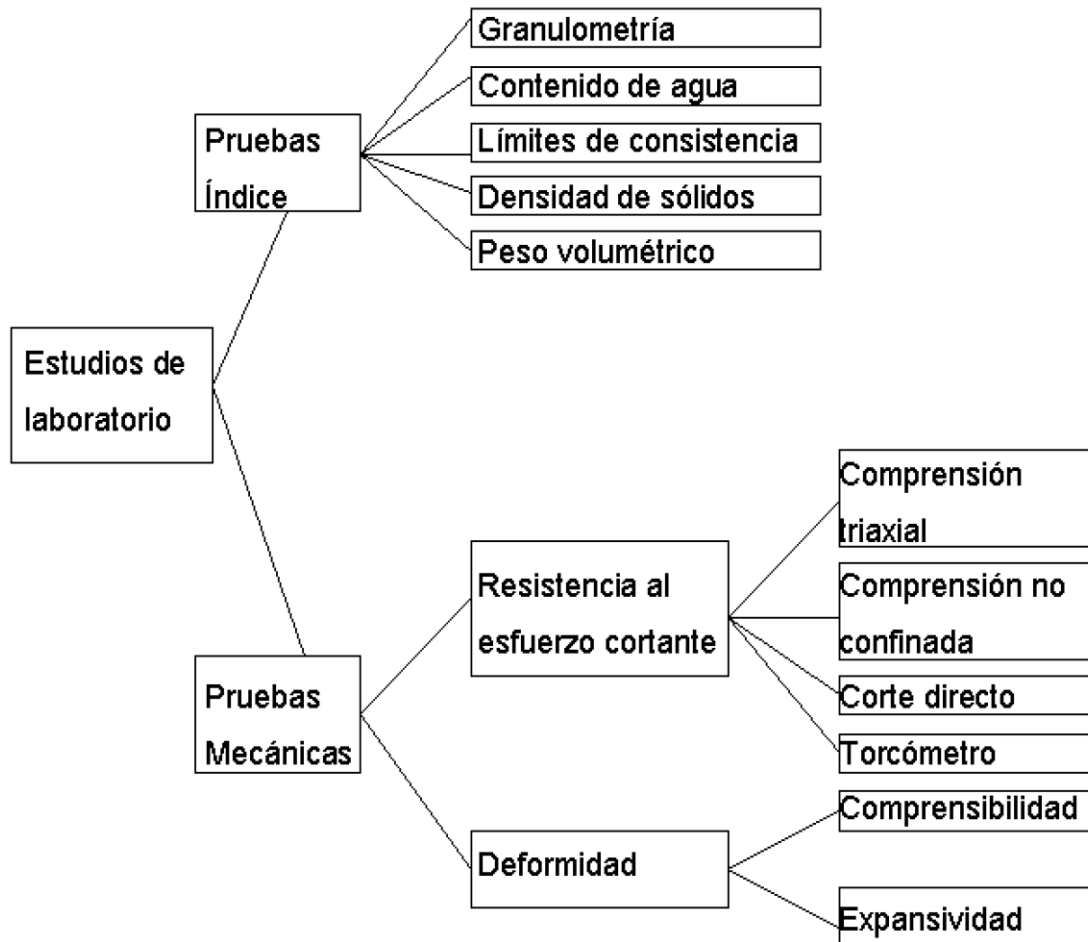 Granulometría
Contenido de agua
Pruebas
Índice
Límites de consistencia
Densidad de sólidos
Peso volumétrico
Estudios de
laboratorio
Comprensión
triaxial
Resistencia al
esfuerzo cortante
Comprensión no
confinada
Pruebas
Mecánicas
Corte directo
Torcómetro
Comprensibilidad
Deformidad
Expansividad